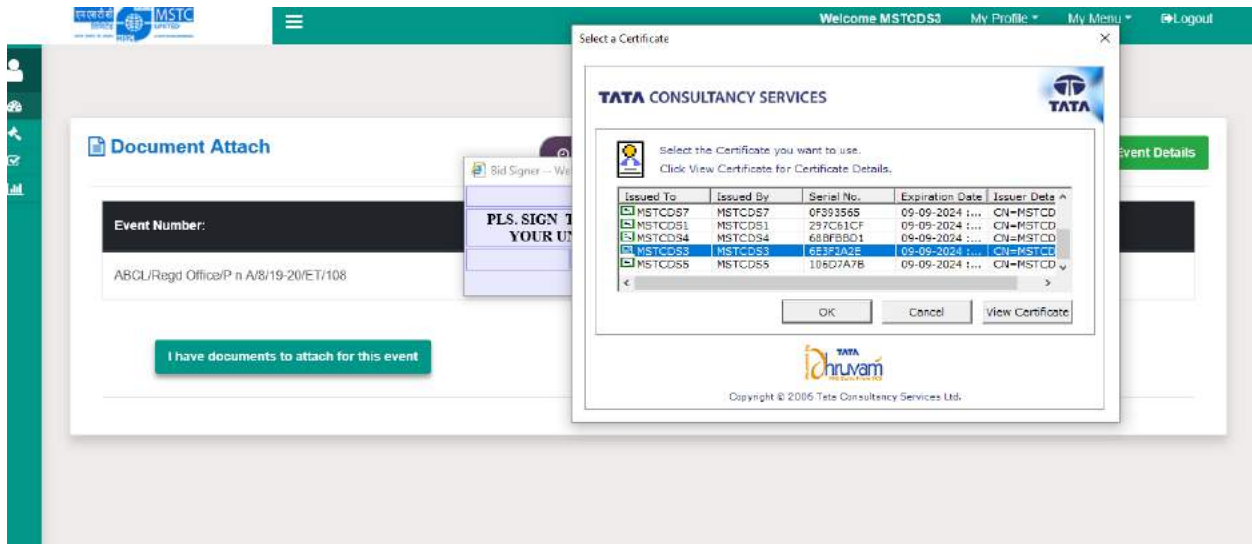 एमएसटीसी
लिमिटेड
MSTC
LIMITED
MSTC
Welcome MSTCDS3 My Profile My Menu Logout
Select a Certificate
TATA CONSULTANCY SERVICES
TATA
Document Attach
Event Details
Select the Certificate you want to use.
Click View Certificate for Certificate Details.
Bid Signer -- We
PLS. SIGN T
YOUR UN
Issued To Issued By Serial No. Expiration Date Issuer Deta
MSTCDS7 MSTCDS7 0F393565 09-09-2024 :... CN=MSTCD
MSTCDS1 MSTCDS1 297C61CF 09-09-2024 :... CN=MSTCD
MSTCDS4 MSTCDS4 68BFBBD1 09-09-2024 :... CN=MSTCD
MSTCDS3 MSTCDS3 6E3F2A2E 09-09-2024 :... CN=MSTCD
MSTCDS5 MSTCDS5 106D7A7B 09-09-2024 :... CN=MSTCD
Event Number:
ABCL/Regd Office/P n A/8/19-20/ET/108
OK Cancel View Certificate
I have documents to attach for this event
TATA
Dhruvam
Copyright © 2006 Tata Consultancy Services Ltd.